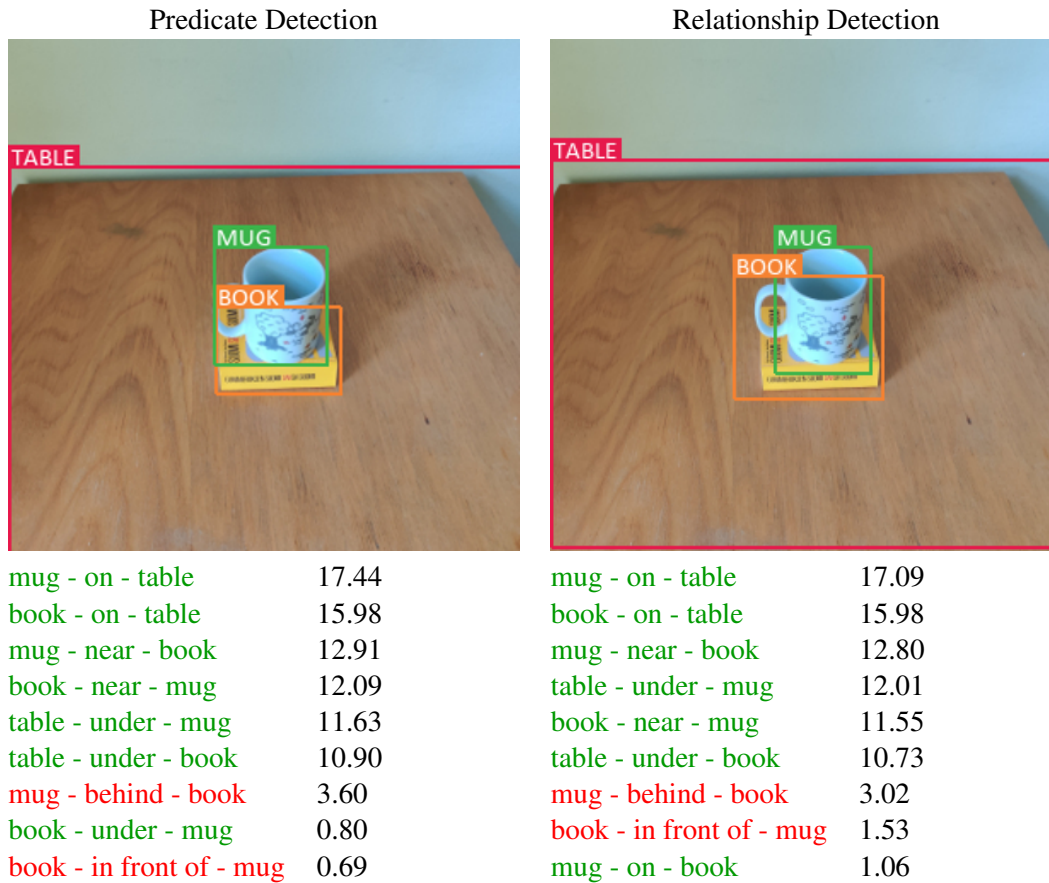 Predicate Detection
TABLE
MUG
BOOK
mug - on - table 17.44
book - on - table 15.98
mug - near - book 12.91
book - near - mug 12.09
table - under - mug 11.63
table - under - book 10.90
mug - behind - book 3.60
book - under - mug 0.80
book - in front of - mug 0.69
Relationship Detection
TABLE
MUG
BOOK
mug - on - table 17.09
book - on - table 15.98
mug - near - book 12.80
table - under - mug 12.01
book - near - mug 11.55
table - under - book 10.73
mug - behind - book 3.02
book - in front of - mug 1.53
mug - on - book 1.06